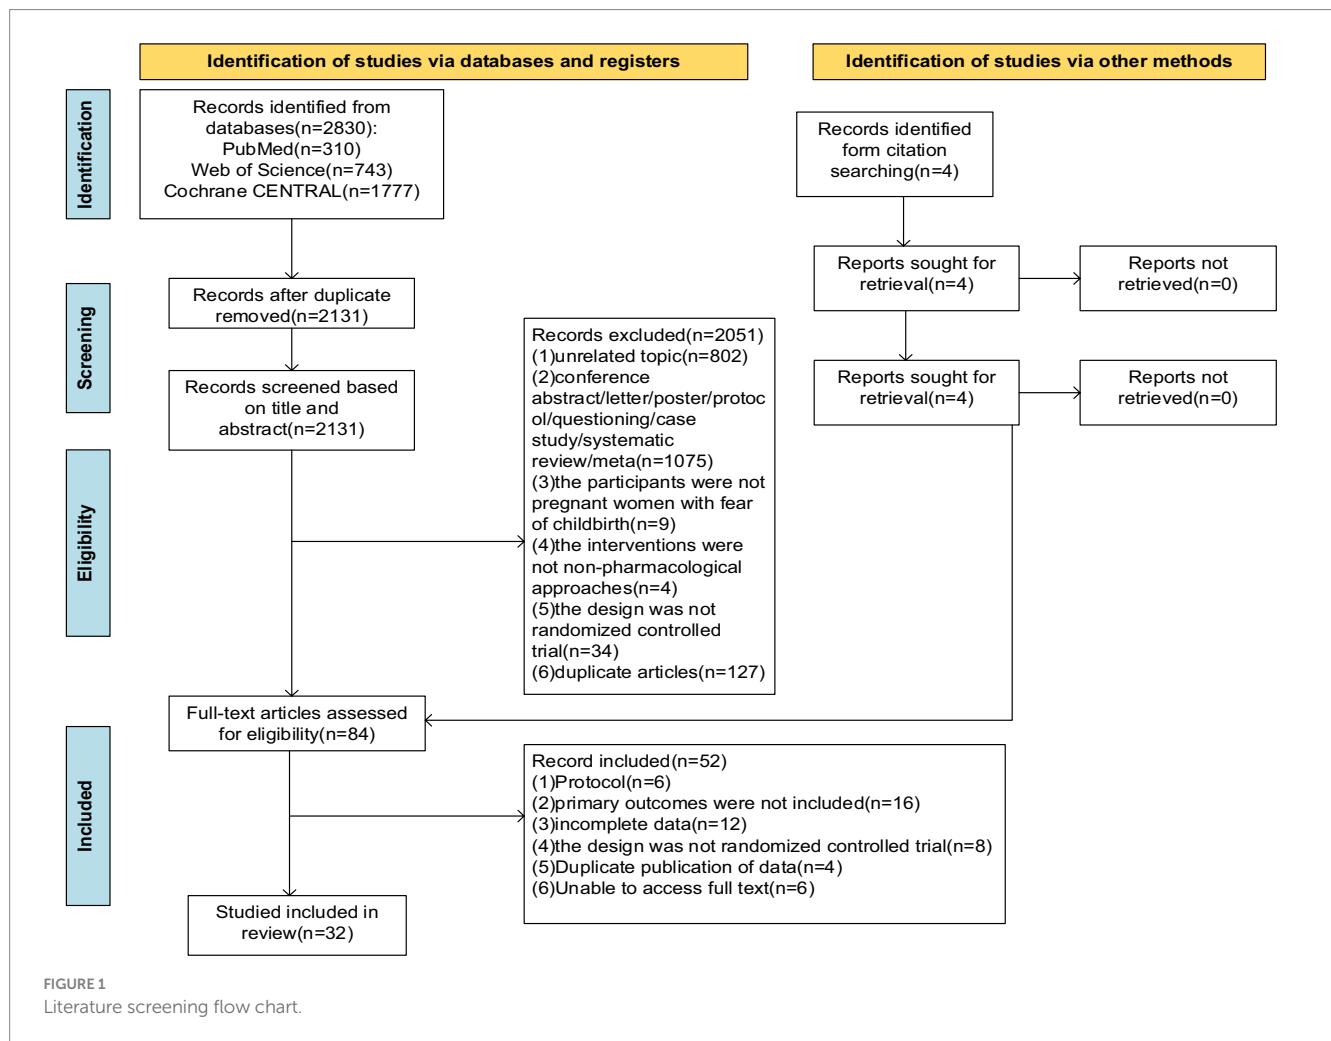 Identification of studies via databases and registers
Identification of studies via other methods
Identification
Records identified from
databases(n=2830):
PubMed(n=310)
Web of Science(n=743)
Cochrane CENTRAL(n=1777)
Records identified
form citation
searching(n=4)
Reports sought for
retrieval(n=4)
Reports not
retrieved(n=0)
Screening
Records after duplicate
removed(n=2131)
Records screened based
on title and
abstract(n=2131)
Records excluded(n=2051)
(1)unrelated topic(n=802)
(2)conference
abstract/letter/poster/protoc
ol/questioning/case
study/systematic
review/meta(n=1075)
(3)the participants were not
pregnant women with fear
of childbirth(n=9)
(4)the interventions were
not non-pharmacological
approaches(n=4)
(5)the design was not
randomized controlled
trial(n=34)
(6)duplicate articles(n=127)
Reports sought for
retrieval(n=4)
Reports not
retrieved(n=0)
Eligibility
Full-text articles assessed
for eligibility(n=84)
Included
Record included(n=52)
(1)Protocol(n=6)
(2)primary outcomes were not included(n=16)
(3)incomplete data(n=12)
(4)the design was not randomized controlled trial(n=8)
(5)Duplicate publication of data(n=4)
(6)Unable to access full text(n=6)
Studied included in
review(n=32)
FIGURE 1
Literature screening flow chart.